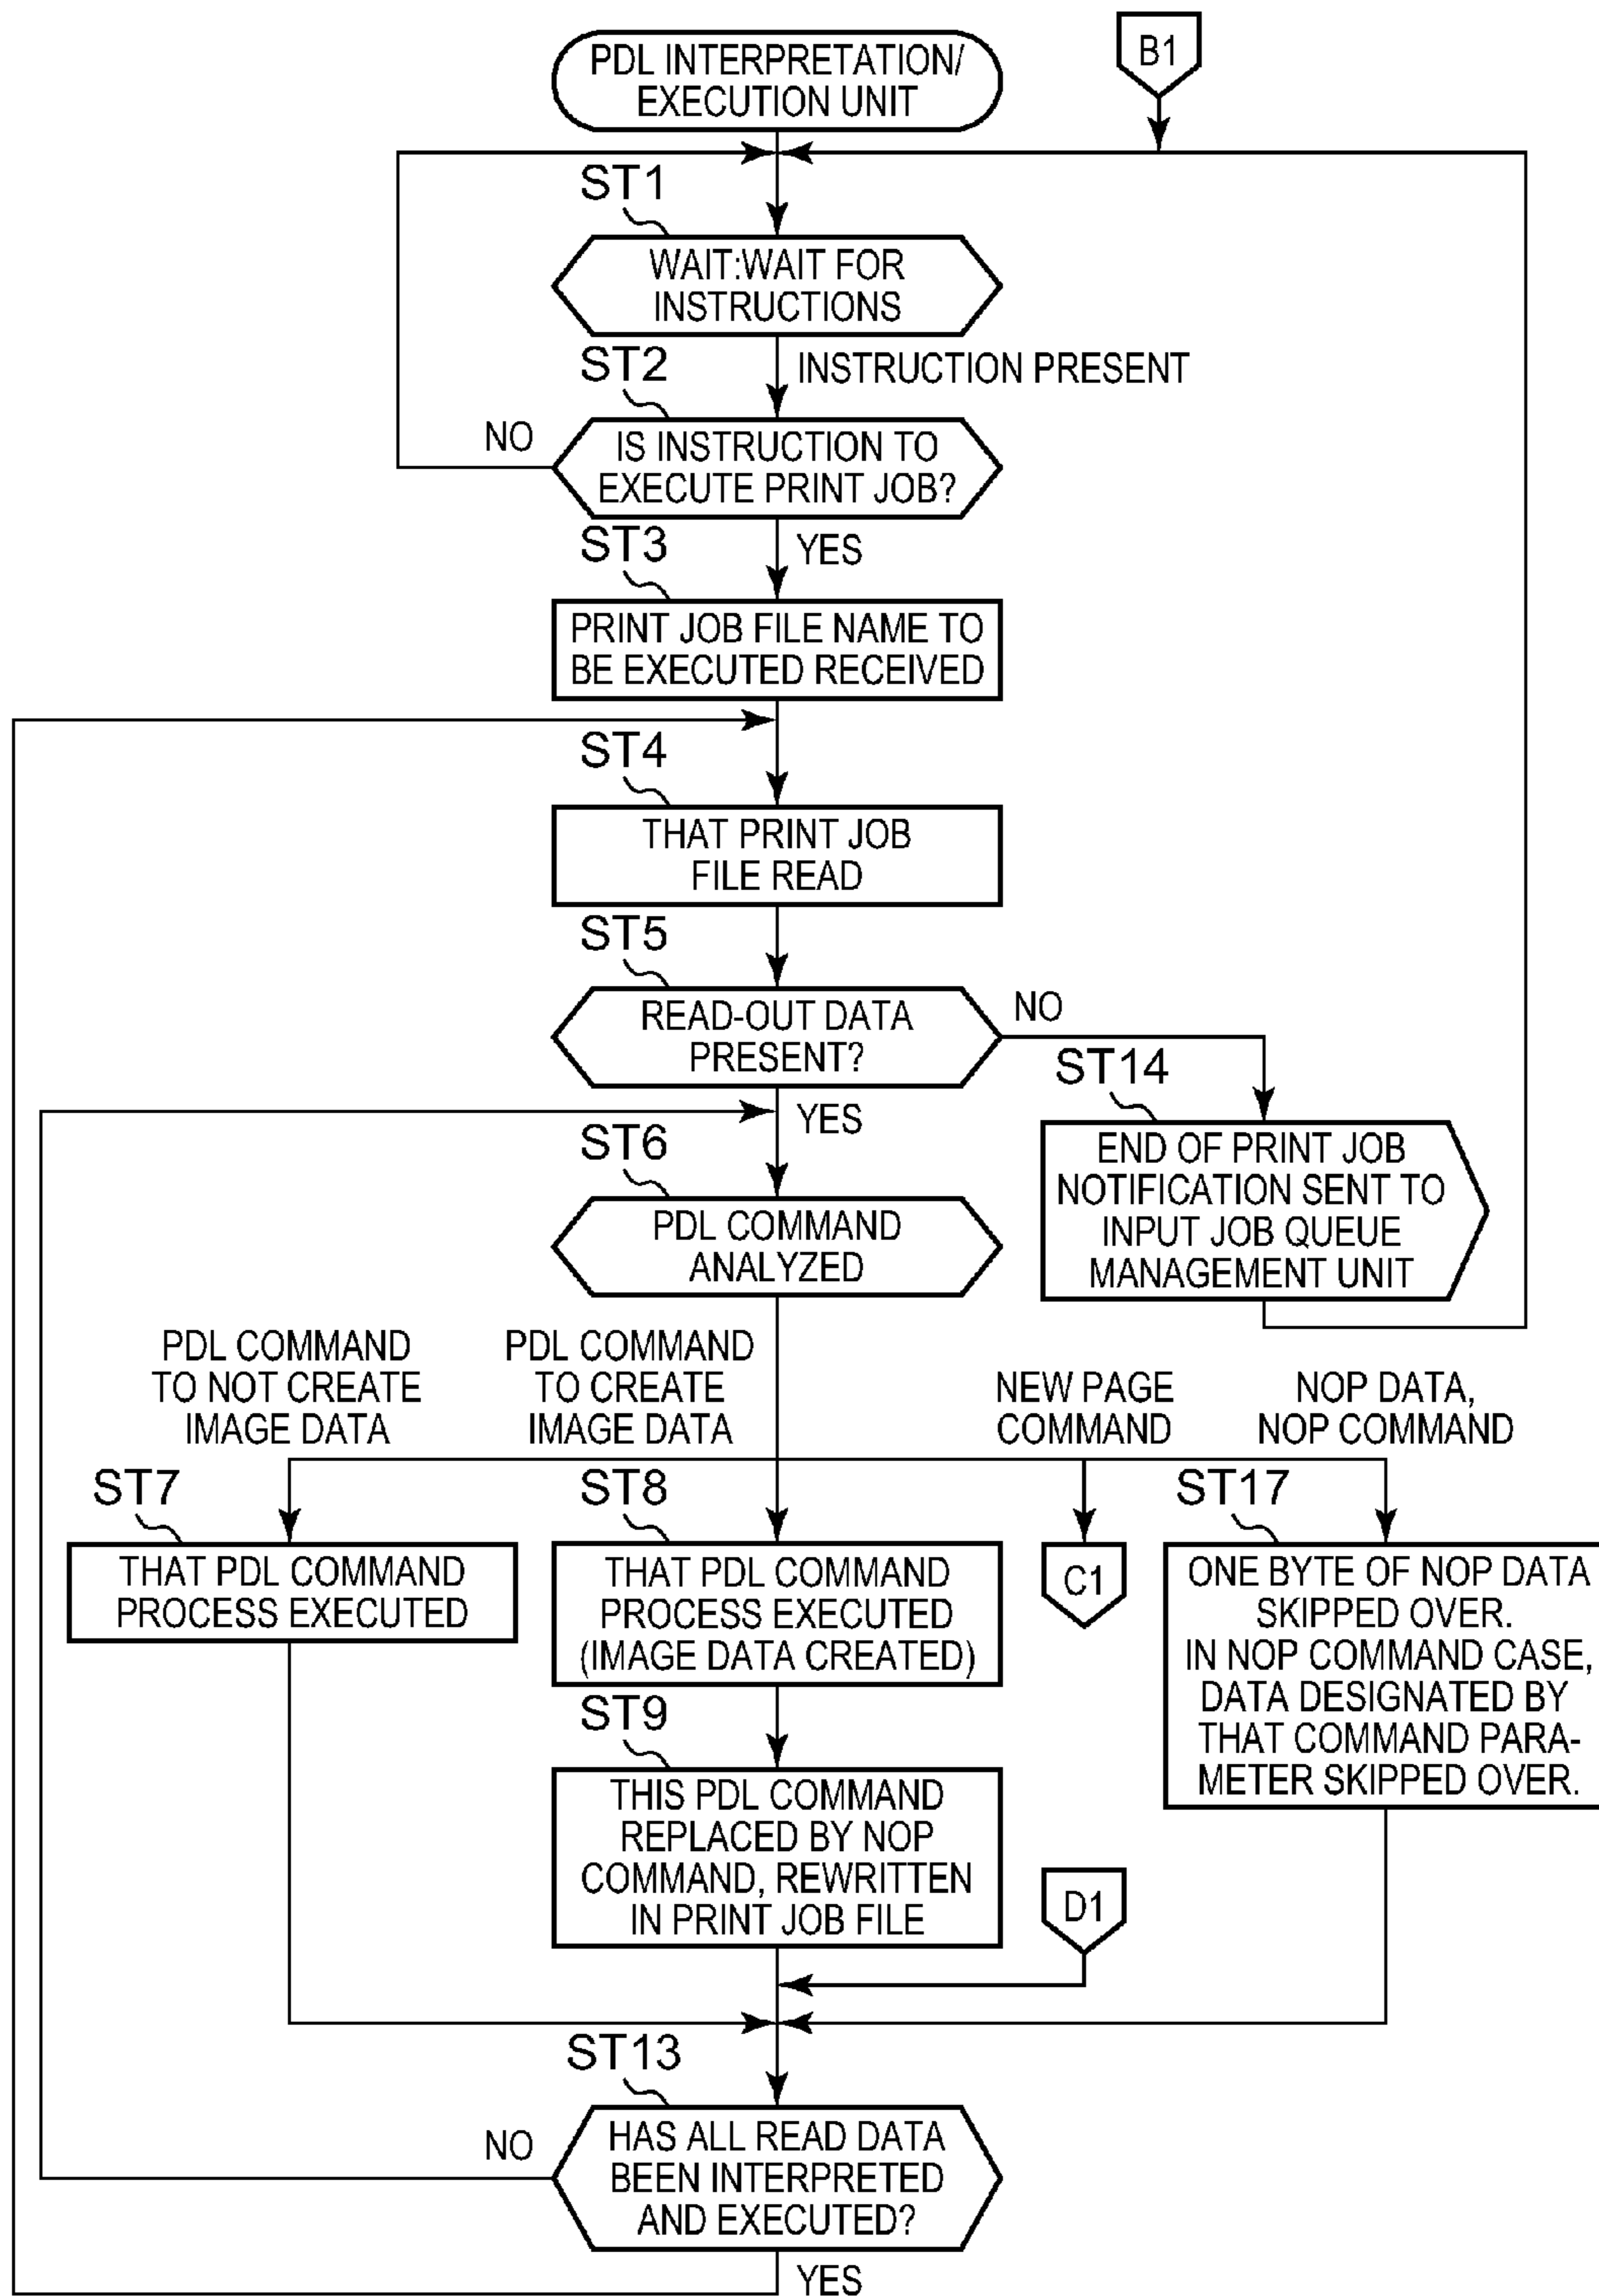 PDL INTERPRETATION/
EXECUTION UNIT
B1
ST1
WAIT:WAIT FOR
INSTRUCTIONS
INSTRUCTION PRESENT
ST2
NO
IS INSTRUCTION TO
EXECUTE PRINT JOB?
YES
ST3
PRINT JOB FILE NAME TO
BE EXECUTED RECEIVED
ST4
THAT PRINT JOB
FILE READ
ST5
READ-OUT DATA
PRESENT?
NO
YES
ST14
END OF PRINT JOB
NOTIFICATION SENT TO
INPUT JOB QUEUE
MANAGEMENT UNIT
ST6
PDL COMMAND
ANALYZED
PDL COMMAND
TO NOT CREATE
IMAGE DATA
PDL COMMAND
TO CREATE
IMAGE DATA
NEW PAGE
COMMAND
NOP DATA,
NOP COMMAND
ST7
THAT PDL COMMAND
PROCESS EXECUTED
ST8
THAT PDL COMMAND
PROCESS EXECUTED
(IMAGE DATA CREATED)
C1
ST17
ONE BYTE OF NOP DATA
SKIPPED OVER.
IN NOP COMMAND CASE,
DATA DESIGNATED BY
THAT COMMAND PARA-
METER SKIPPED OVER.
ST9
THIS PDL COMMAND
REPLACED BY NOP
COMMAND, REWRITTEN
IN PRINT JOB FILE
D1
ST13
NO
HAS ALL READ DATA
BEEN INTERPRETED
AND EXECUTED?
YES